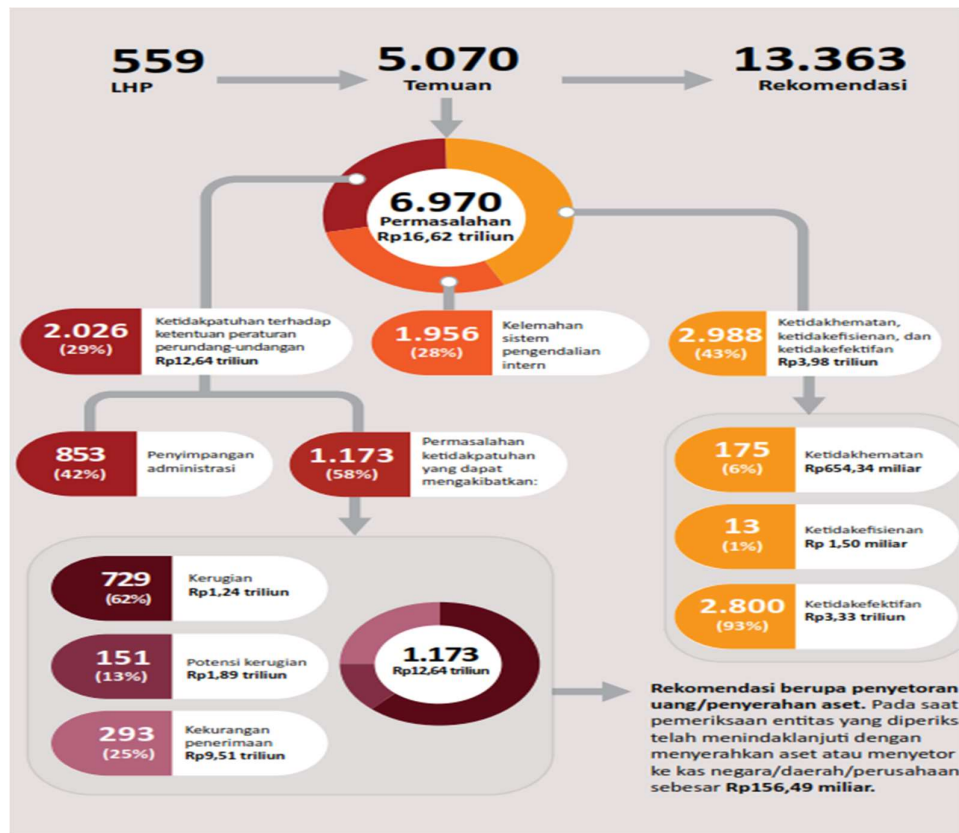 559
LHP
5.070
Temuan
13.363
Rekomendasi
6.970
Permasalahan
Rp16,62 triliun
2.026
(29%)
Ketidakpatuhan terhadap
ketentuan peraturan
perundang-undangan
Rp12,64 triliun
1.956
(28%)
Kelemahan
sistem
pengendalian
intern
2.988
(43%)
Ketidakhematan,
ketidakefisienan, dan
ketidakefektifan
Rp3,98 triliun
853
(42%)
Penyimpangan
administrasi
1.173
(58%)
Permasalahan
ketidakpatuhan
yang dapat
mengakibatkan:
175
(6%)
Ketidakhematan
Rp654,34 miliar
13
(1%)
Ketidakefisienan
Rp 1,50 miliar
2.800
(93%)
Ketidakefektifan
Rp3,33 triliun
729
(62%)
Kerugian
Rp1,24 triliun
151
(13%)
Potensi kerugian
Rp1,89 triliun
293
(25%)
Kekurangan
penerimaan
Rp9,51 triliun
1.173
Rp12,64 triliun
Rekomendasi berupa penyetoran
uang/penyerahan aset. Pada saat
pemeriksaan entitas yang diperiks
telah menindaklanjuti dengan
menyerahkan aset atau menyetor
ke kas negara/daerah/perusahaan
sebesar Rp156,49 miliar.